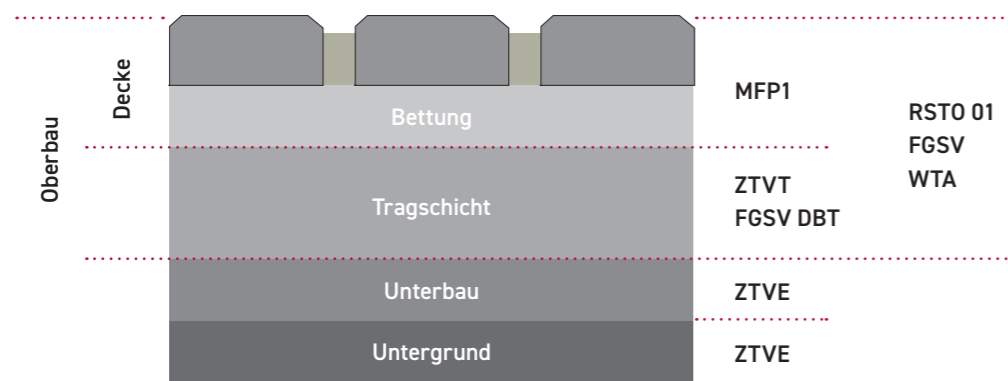 Oberbau
Decke
Bettung
MFP1
Tragschicht
ZTVT
FGSV DBT
RSTO 01
FGSV
WTA
Unterbau
ZTVE
Untergrund
ZTVE